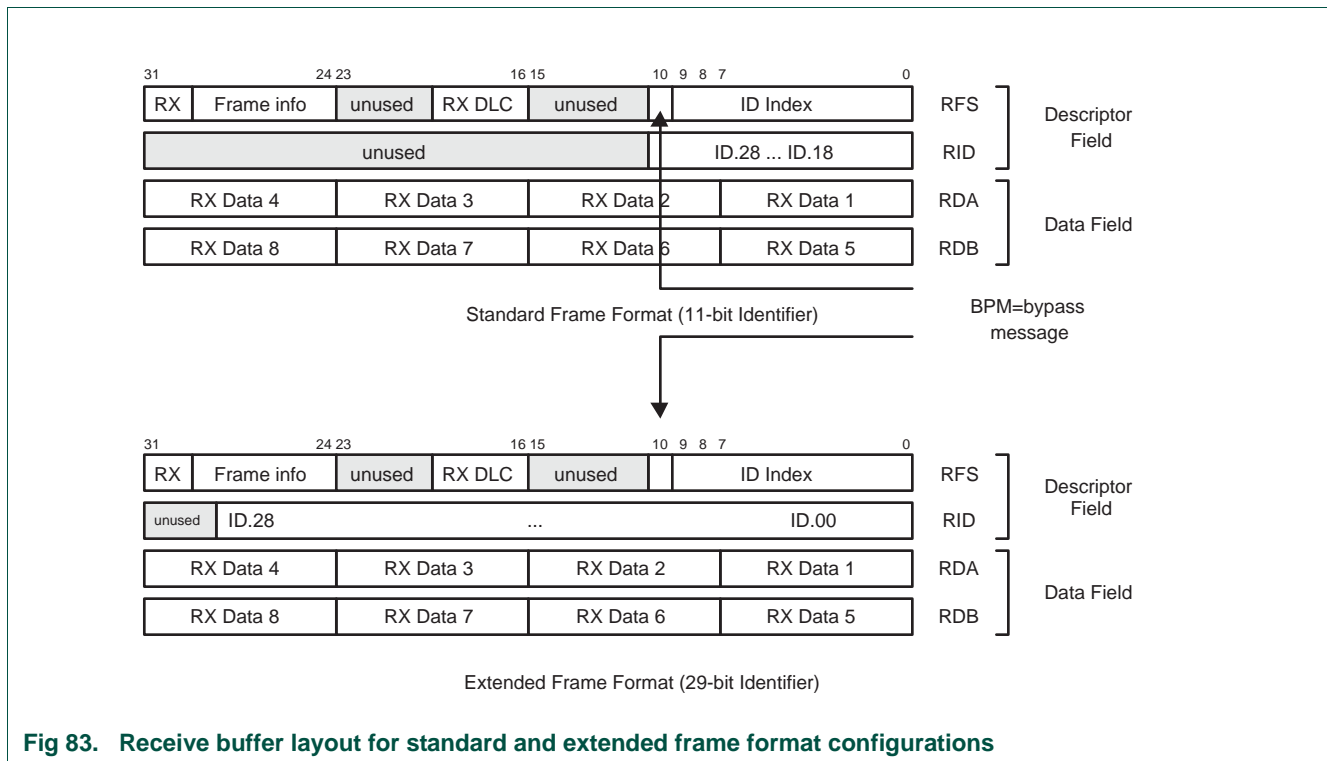 31 24 23 16 15 10 9 8 7 0
RX Frame info unused RX DLC unused ID Index RFS
unused ID.28 ... ID.18 RID
Descriptor
Field
RX Data 4 RX Data 3 RX Data 2 RX Data 1 RDA
RX Data 8 RX Data 7 RX Data 6 RX Data 5 RDB
Data Field
Standard Frame Format (11-bit Identifier)
BPM=bypass
message
31 24 23 16 15 10 9 8 7 0
RX Frame info unused RX DLC unused ID Index RFS
unused ID.28 ... ID.00 RID
Descriptor
Field
RX Data 4 RX Data 3 RX Data 2 RX Data 1 RDA
RX Data 8 RX Data 7 RX Data 6 RX Data 5 RDB
Data Field
Extended Frame Format (29-bit Identifier)
Fig 83. Receive buffer layout for standard and extended frame format configurations